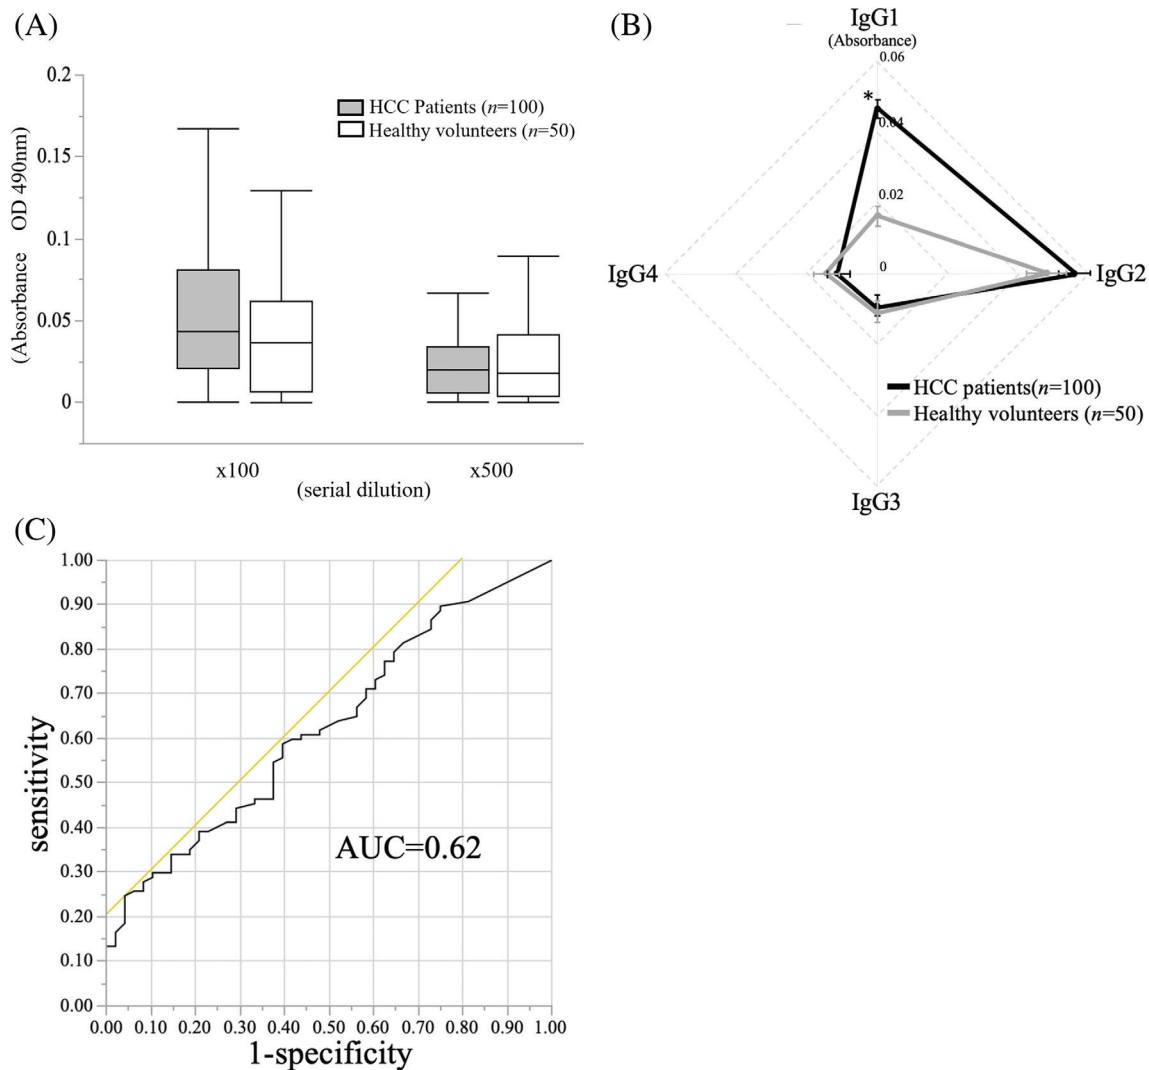 (A)
(Absorbance OD 490nm)
0.2
0.15
0.1
0.05
0
HCC Patients (n=100)
Healthy volunteers (n=50)
x100
x500
(serial dilution)
(B)
IgG1
(Absorbance)
0.06
*
0.04
0.02
0
IgG4
IgG2
HCC patients(n=100)
Healthy volunteers (n=50)
IgG3
(C)
sensitivity
1.00
0.90
0.80
0.70
0.60
0.50
0.40
0.30
0.20
0.10
0.00
AUC=0.62
0.00 0.10 0.20 0.30 0.40 0.50 0.60 0.70 0.80 0.90 1.00
1-specificity